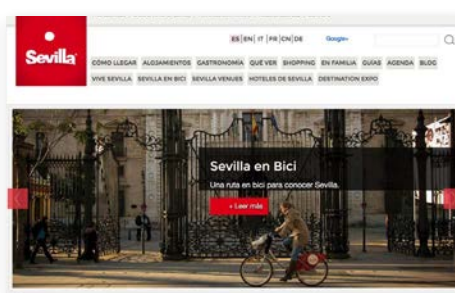 ES|EN| IT |FR|CN|DE
Google+
Sevilla
CÓMO LLEGAR ALOJAMIENTOS GASTRONOMÍA QUÉ VER SHOPPING EN FAMILIA GUÍAS AGENDA BLOG
VIVE SEVILLA SEVILLA EN BICI SEVILLA VENUES HOTELES DE SEVILLA DESTINATION EXPO
Sevilla en Bici
Una ruta en bici para conocer Sevilla.
+ Leer más